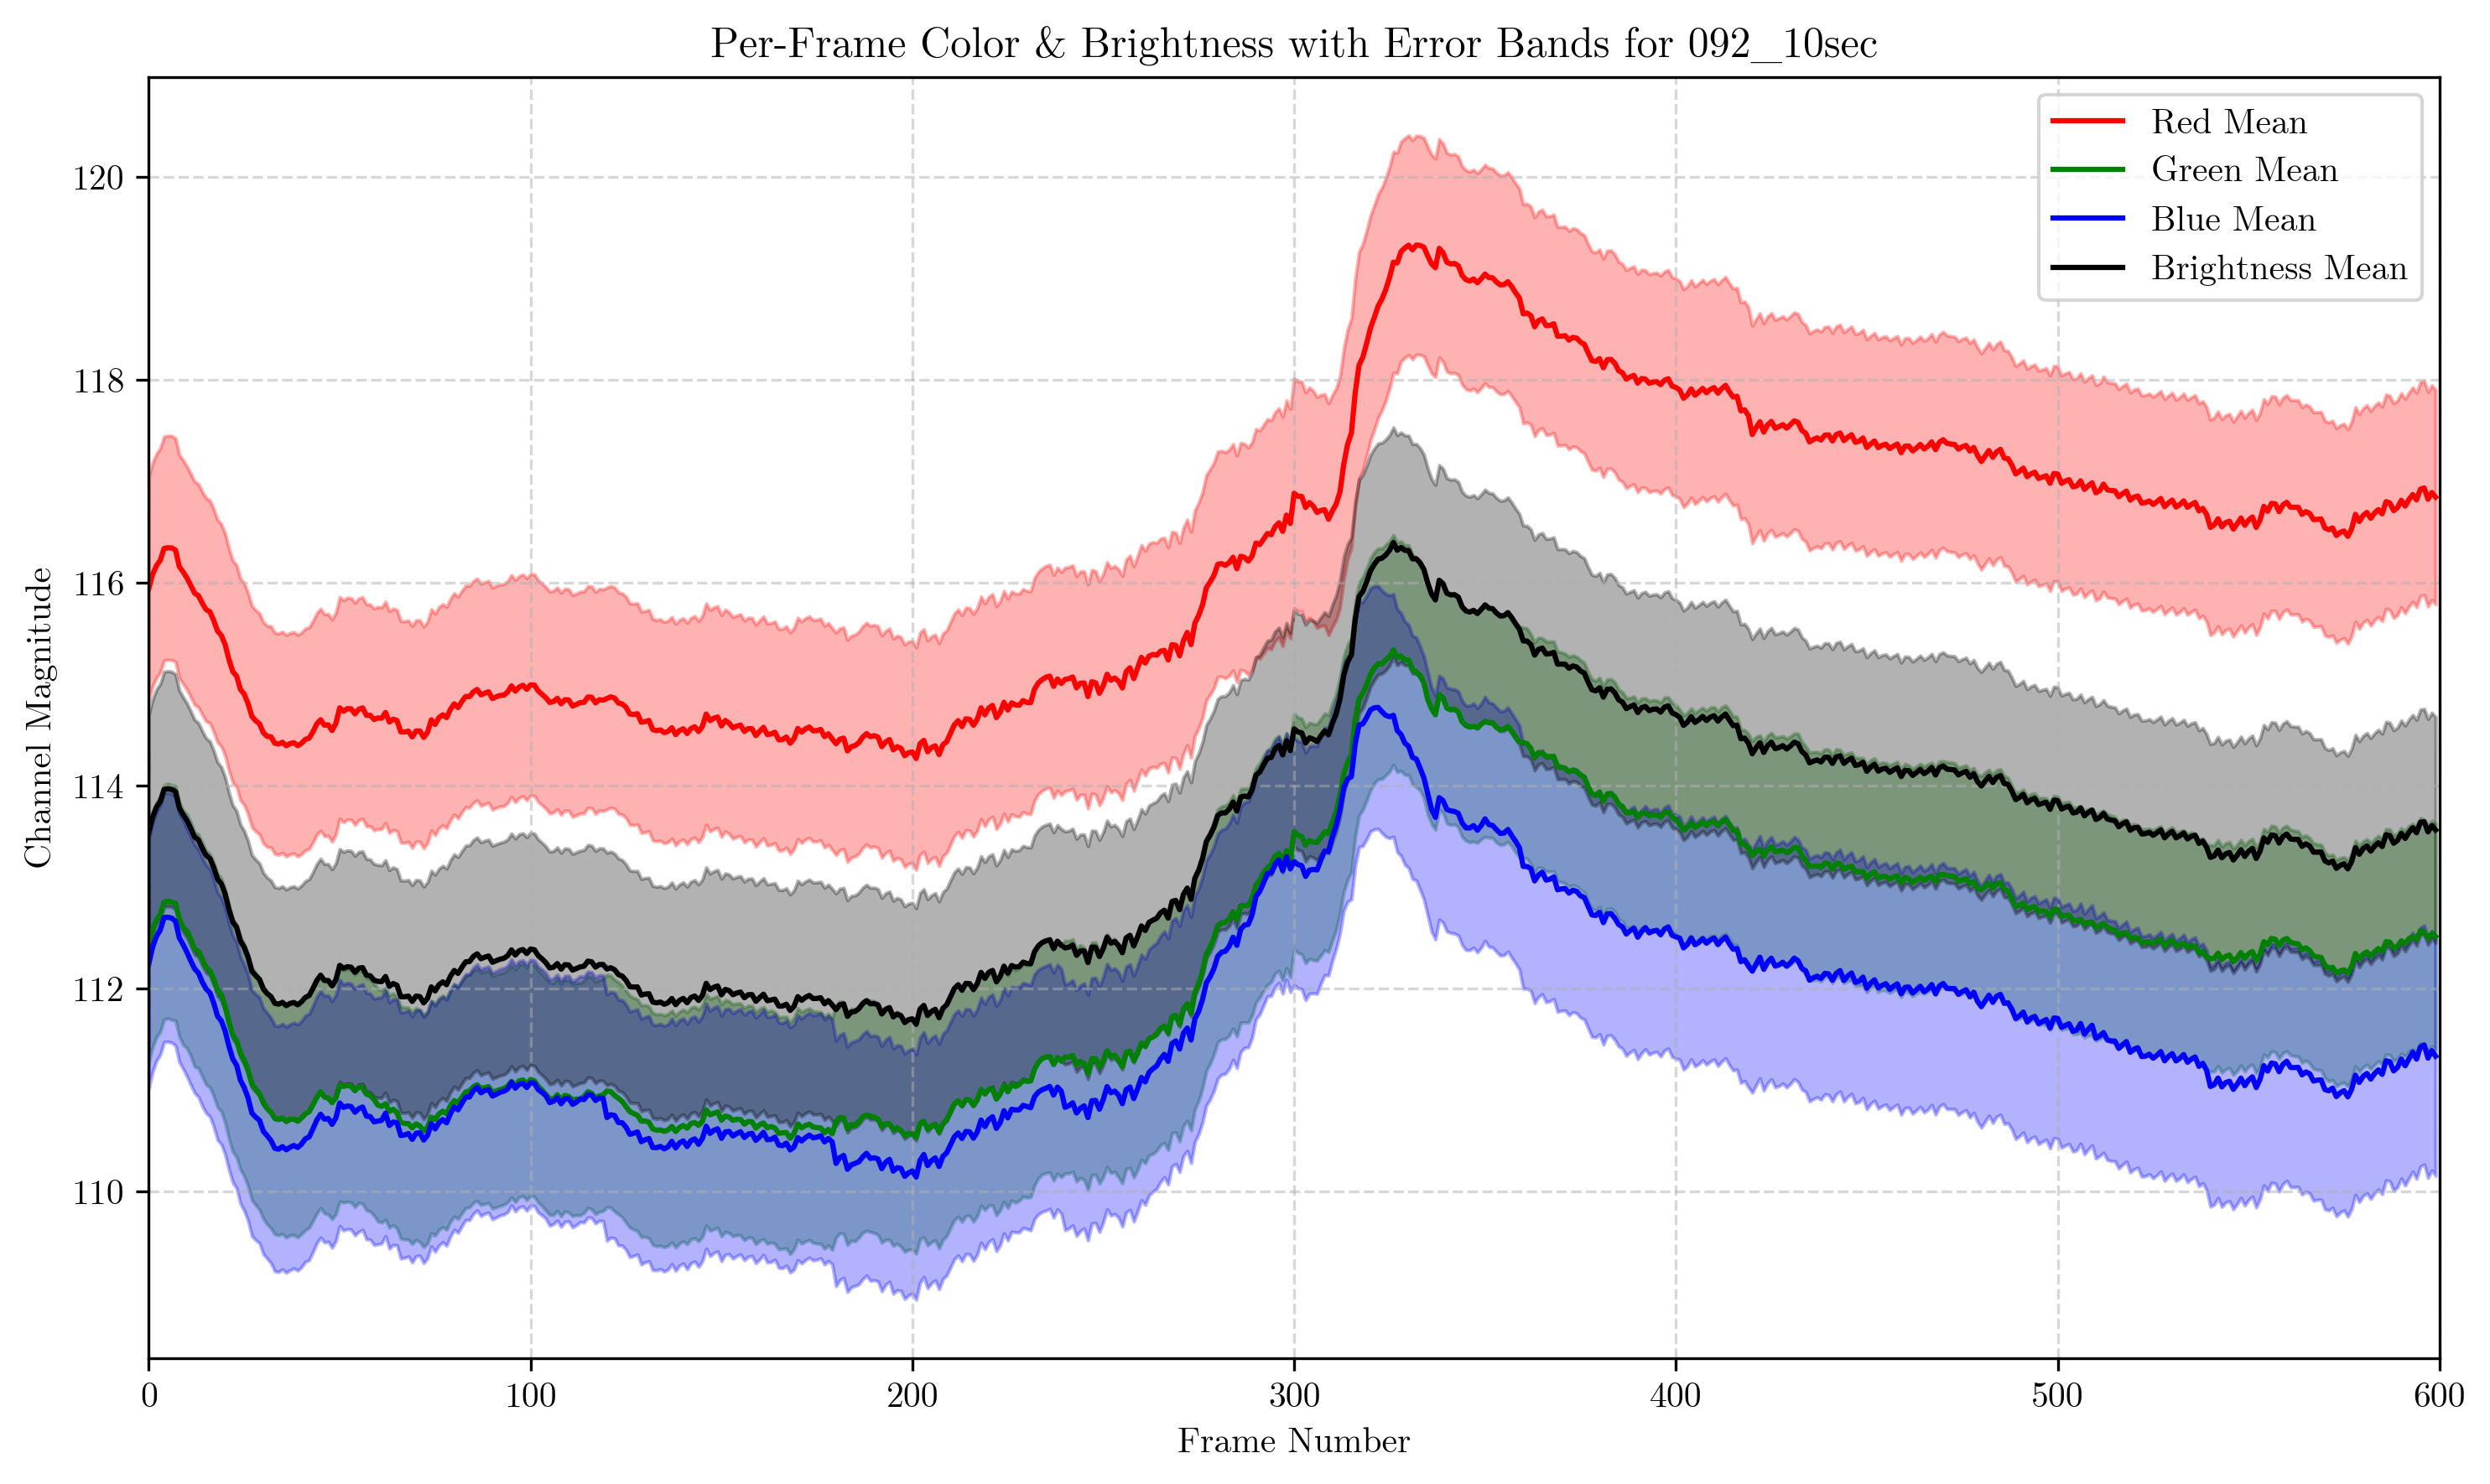 Per-Frame Color & Brightness with Error Bands for 092_10sec
Red Mean
Green Mean
Blue Mean
Brightness Mean
Channel Magnitude
120
118
116
114
112
110
0 100 200 300 400 500 600
Frame Number